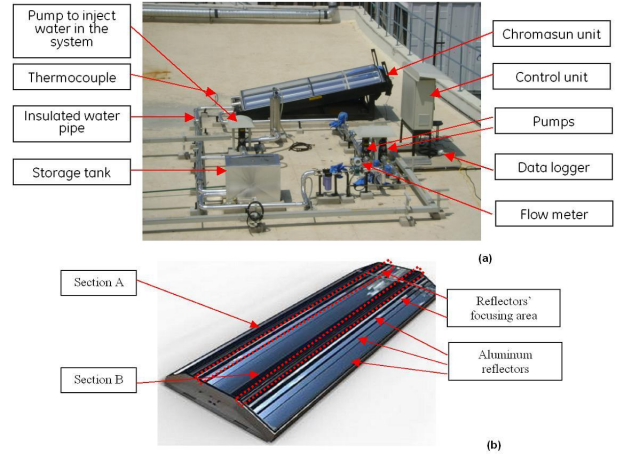 Pump to inject
water in the
system
Thermocouple
Insulated water
pipe
Storage tank
Chromasun unit
Control unit
Pumps
Data logger
Flow meter
(a)
Section A
Section B
Reflectors'
focusing area
Aluminum
reflectors
(b)